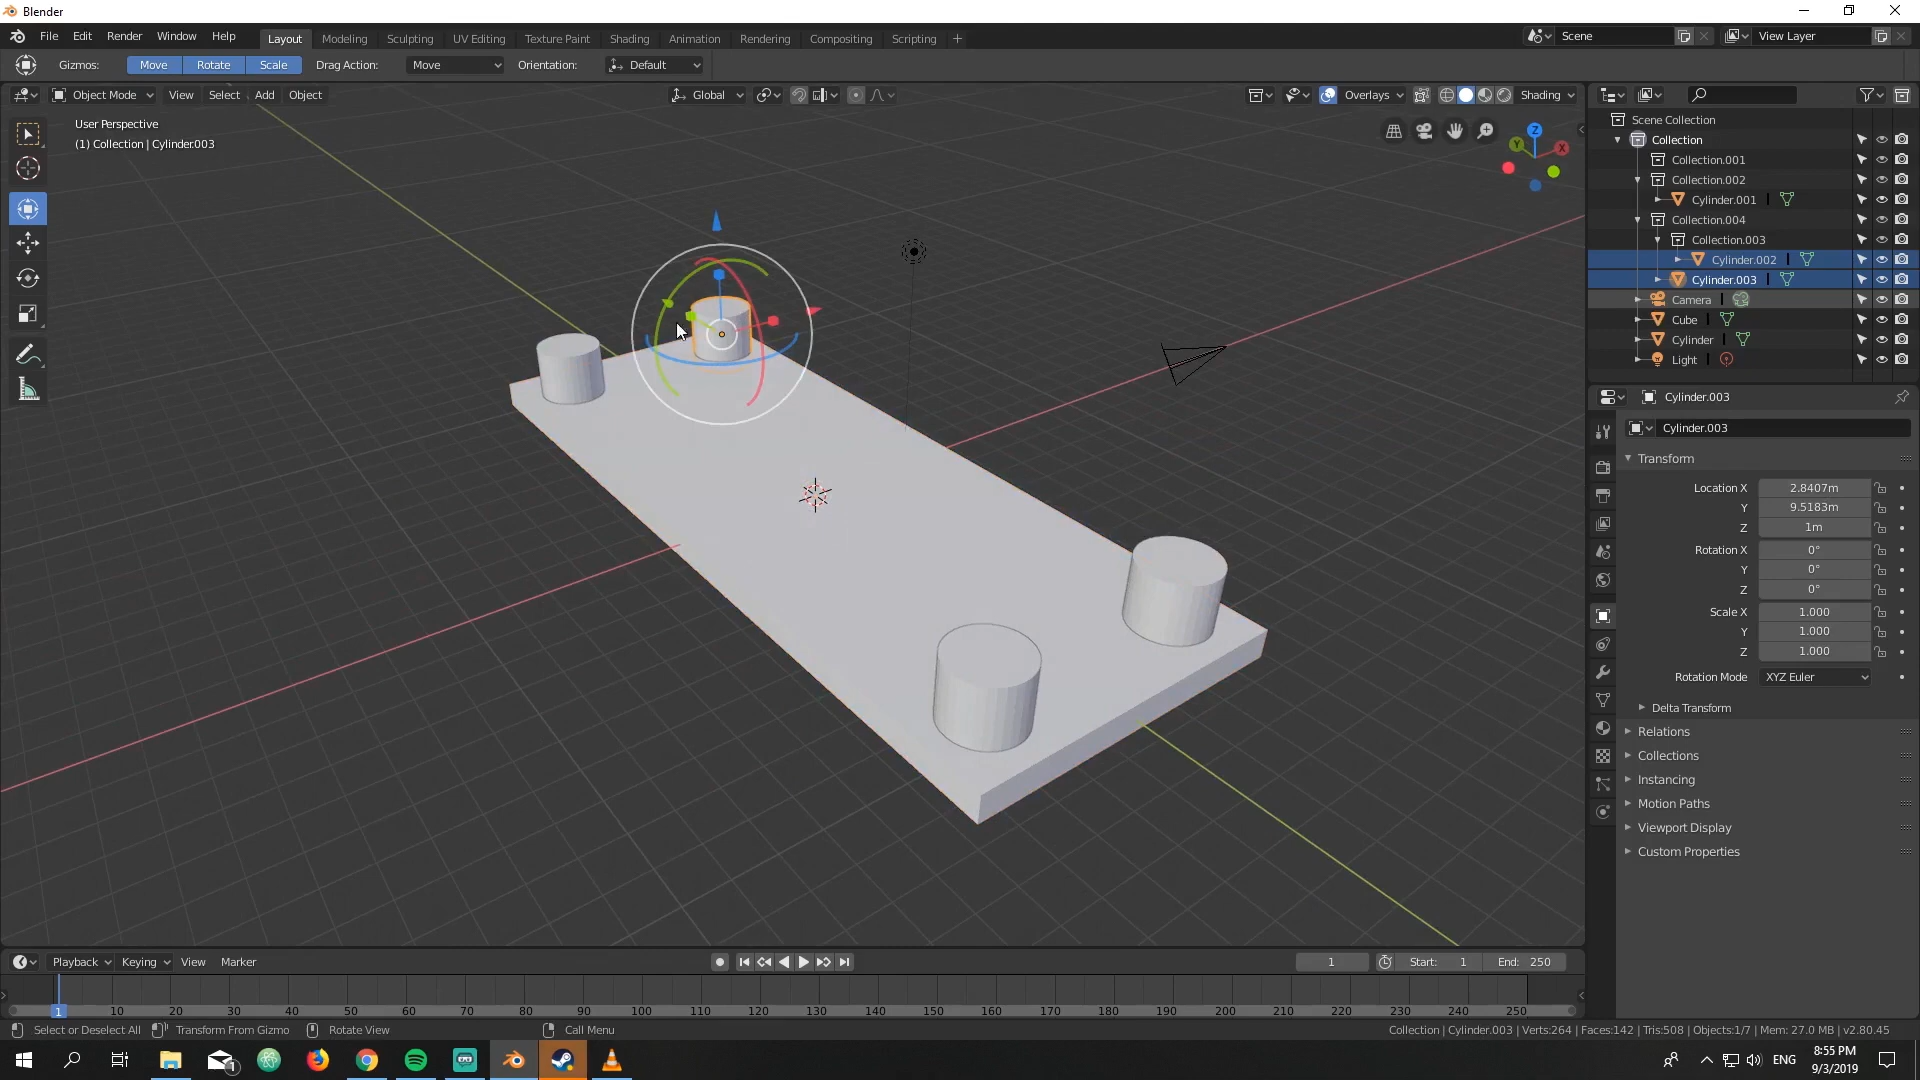 Blender
File Edit Render Window Help Layout Modeling Sculpting UV Editing Texture Paint Shading Animation Rendering Compositing Scripting + Scene View Layer
Gizmos: Move Rotate Scale Drag Action: Move Orientation: Default
Object Mode View Select Add Object Global Overlays Shading
User Perspective
(1) Collection | Cylinder.003
Z
Y X
Scene Collection
Collection
Collection.001
Collection.002
Cylinder.001
Collection.004
Collection.003
Cylinder.002
Cylinder.003
Camera
Cube
Cylinder
Light
Cylinder.003
Cylinder.003
Transform
Location X 2.8407m
Y 9.5183m
Z 1m
Rotation X 0°
Y 0°
Z 0°
Scale X 1.000
Y 1.000
Z 1.000
Rotation Mode XYZ Euler
Delta Transform
Relations
Collections
Instancing
Motion Paths
Viewport Display
Custom Properties
Playback Keying View Marker 1 Start: 1 End: 250
1 10 20 30 40 50 60 70 80 90 100 110 120 130 140 150 160 170 180 190 200 210 220 230 240 250
Select or Deselect All Transform From Gizmo Rotate View Call Menu Collection | Cylinder.003 | Verts:264 | Faces:142 | Tris:508 | Objects:1/7 | Mem: 27.0 MB | v2.80.45
1 ENG 8:55 PM
9/3/2019